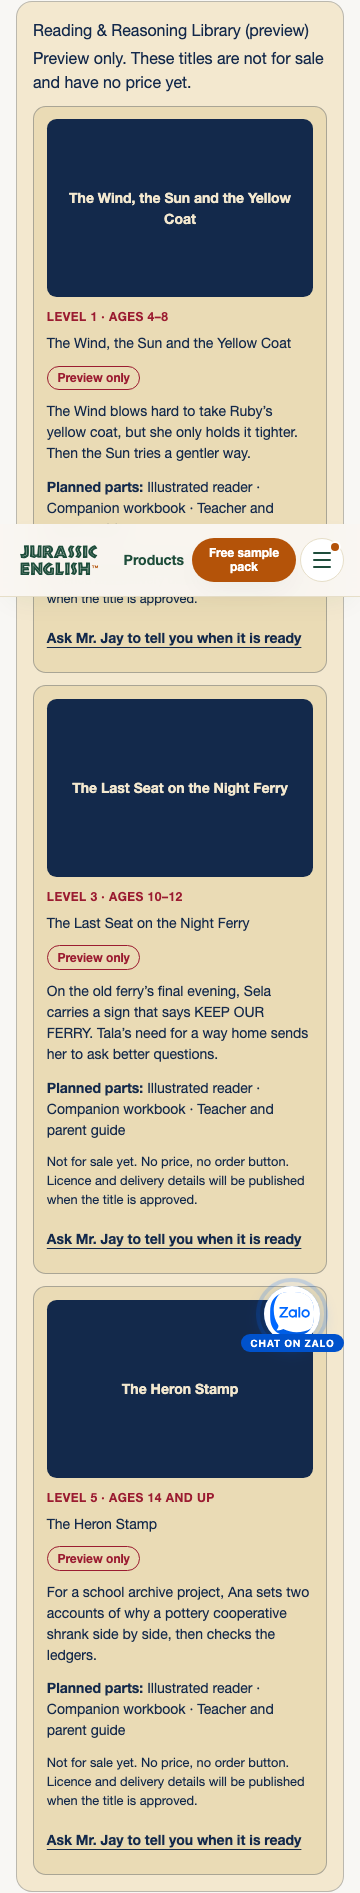 Reading & Reasoning Library (preview)
Preview only. These titles are not for sale
and have no price yet.
The Wind, the Sun and the Yellow
Coat
LEVEL 1 · AGES 4–8
The Wind, the Sun and the Yellow Coat
Preview only
The Wind blows hard to take Ruby's
yellow coat, but she only holds it tighter.
Then the Sun tries a gentler way.
Planned parts: Illustrated reader ·
Companion workbook · Teacher and
JURASSIC
ENGLISH™
Products
Free sample
pack
when the title is approved.
Ask Mr. Jay to tell you when it is ready
The Last Seat on the Night Ferry
LEVEL 3 · AGES 10–12
The Last Seat on the Night Ferry
Preview only
On the old ferry's final evening, Sela
carries a sign that says KEEP OUR
FERRY. Tala's need for a way home sends
her to ask better questions.
Planned parts: Illustrated reader ·
Companion workbook · Teacher and
parent guide
Not for sale yet. No price, no order button.
Licence and delivery details will be published
when the title is approved.
Ask Mr. Jay to tell you when it is ready
Zalo
CHAT ON ZALO
The Heron Stamp
LEVEL 5 · AGES 14 AND UP
The Heron Stamp
Preview only
For a school archive project, Ana sets two
accounts of why a pottery cooperative
shrank side by side, then checks the
ledgers.
Planned parts: Illustrated reader ·
Companion workbook · Teacher and
parent guide
Not for sale yet. No price, no order button.
Licence and delivery details will be published
when the title is approved.
Ask Mr. Jay to tell you when it is ready